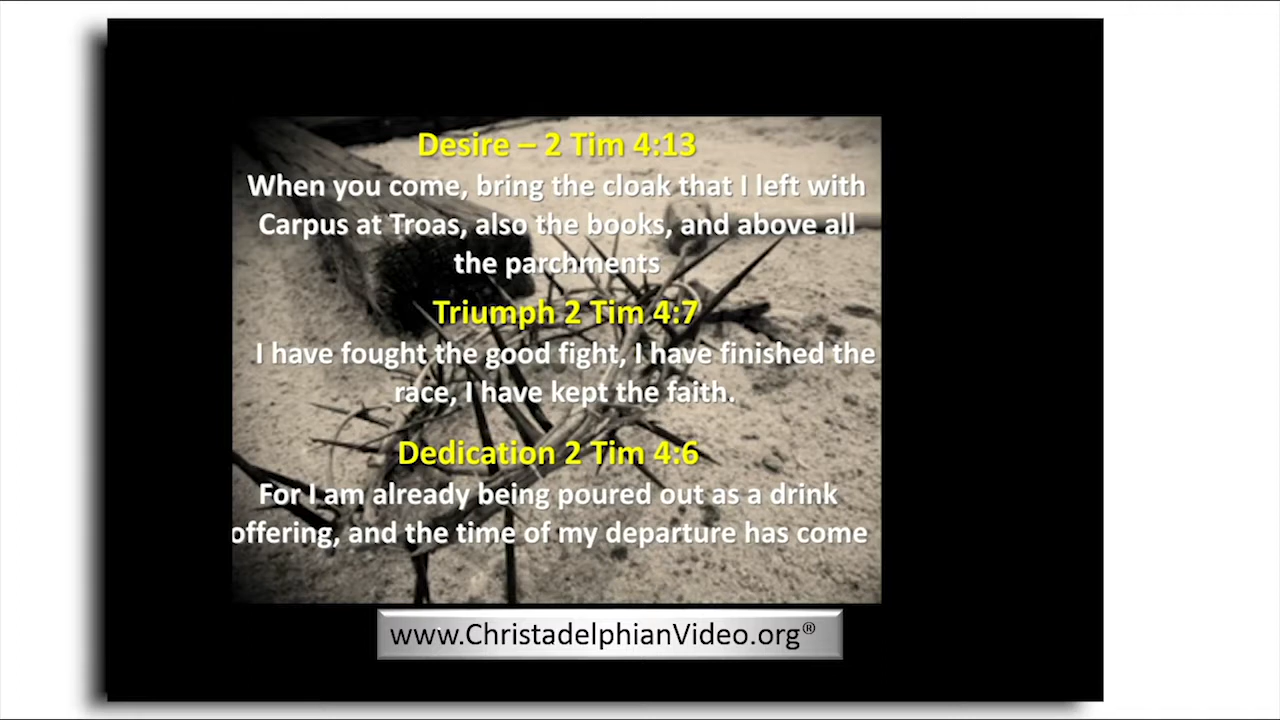 Desire – 2 Tim 4:13
When you come, bring the cloak that I left with
Carpus at Troas, also the books, and above all
the parchments
Triumph 2 Tim 4:7
I have fought the good fight, I have finished the
race, I have kept the faith.
Dedication 2 Tim 4:6
For I am already being poured out as a drink
offering, and the time of my departure has come
www.ChristadelphianVideo.org®